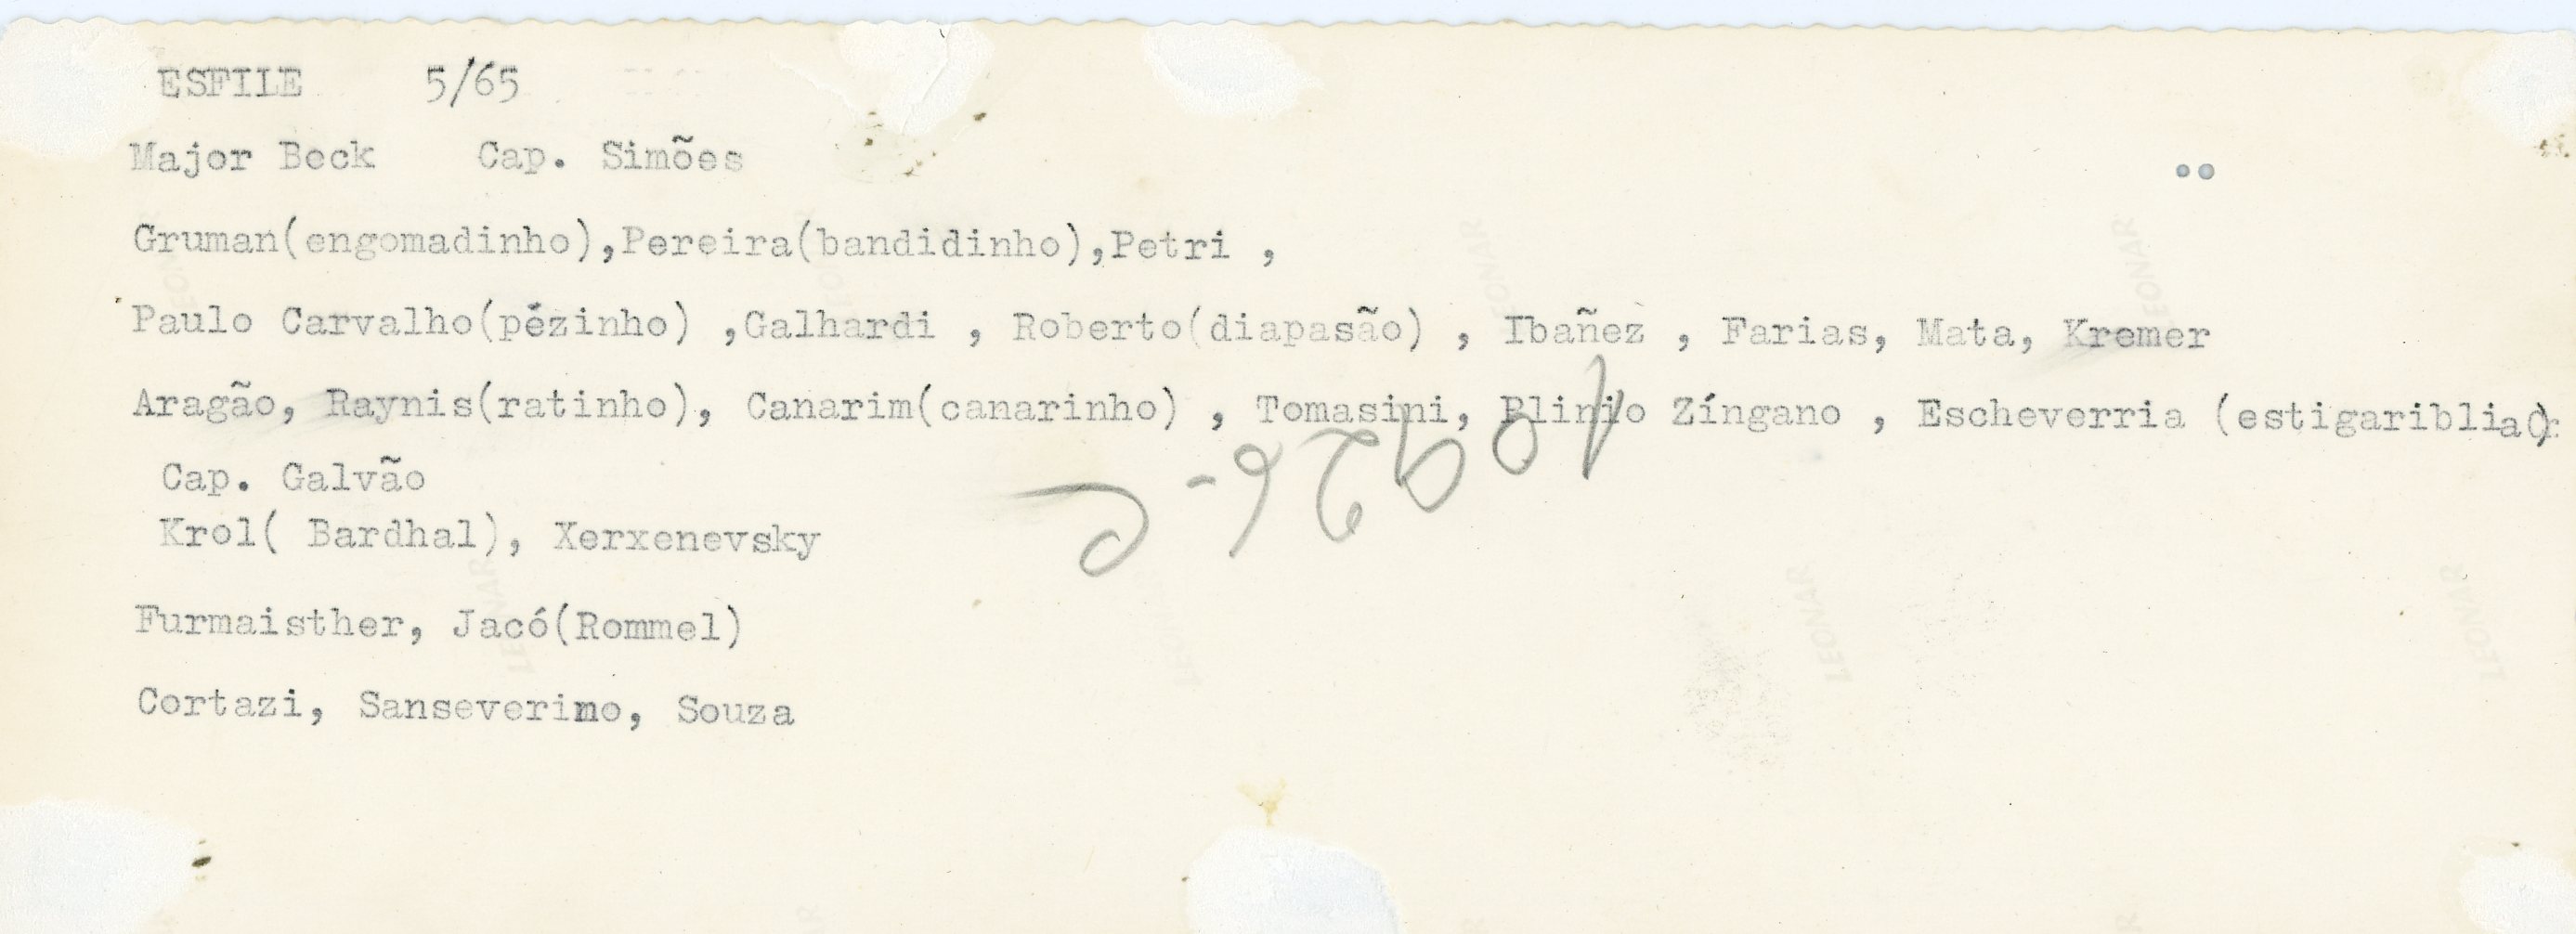 ESFILE 5/65
Major Beck Cap. Simões
Gruman(engomadinho),Pereira(bandidinho),Petri ,
Paulo Carvalho(pézinho) ,Galhardi , Roberto(diapasão) , Ibañez , Farias, Mata, Kremer
Aragão, Raynis(ratinho), Canarim(canarinho) , Tomasini, Plinio Zíngano , Escheverria (estigaribia)
Cap. Galvão
Krol( Bardhal), Xerxenevsky
Furmaisther, Jacó(Rommel)
Cortazi, Sanseverino, Souza
LEONAR